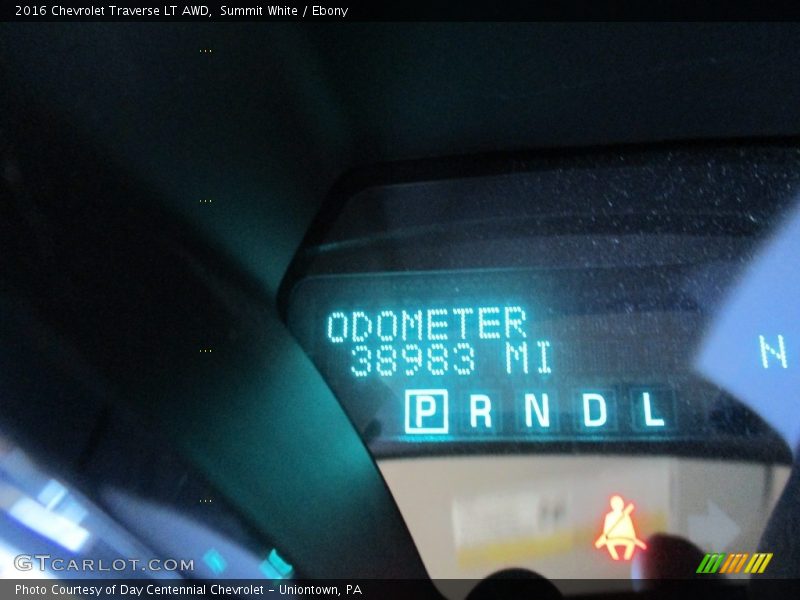 2016 Chevrolet Traverse LT AWD,  Summit White / Ebony
ODOMETER
38983 MI
N
P R N D L
GTCARLOT.COM
Photo Courtesy of Day Centennial Chevrolet - Uniontown, PA